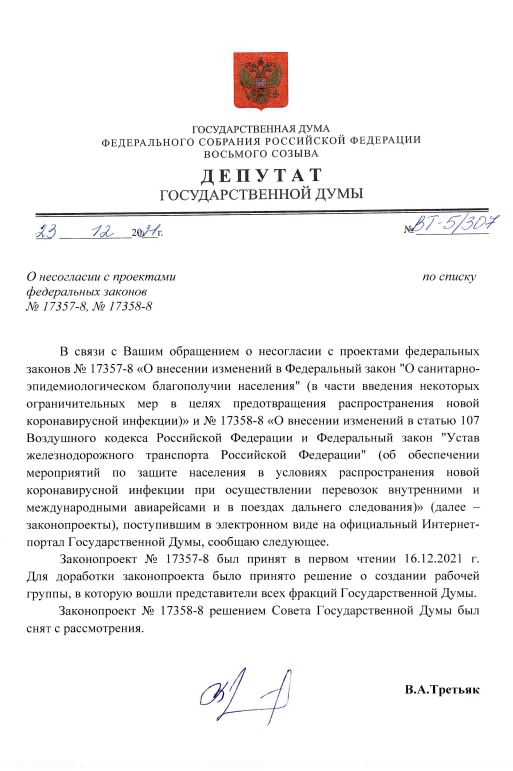 ГОСУДАРСТВЕННАЯ ДУМА
ФЕДЕРАЛЬНОГО СОБРАНИЯ РОССИЙСКОЙ ФЕДЕРАЦИИ
ВОСЬМОГО СОЗЫВА
ДЕПУТАТ
ГОСУДАРСТВЕННОЙ ДУМЫ
23 12 2021г. № ВТ-5/307
О несогласии с проектами по списку
федеральных законов
№ 17357-8, № 17358-8
В связи с Вашим обращением о несогласии с проектами федеральных
законов № 17357-8 «О внесении изменений в Федеральный закон "О санитарно-
эпидемиологическом благополучии населения" (в части введения некоторых
ограничительных мер в целях предотвращения распространения новой
коронавирусной инфекции)» и № 17358-8 «О внесении изменений в статью 107
Воздушного кодекса Российской Федерации и Федеральный закон "Устав
железнодорожного транспорта Российской Федерации" (об обеспечении
мероприятий по защите населения в условиях распространения новой
коронавирусной инфекции при осуществлении перевозок внутренними и
международными авиарейсами и в поездах дальнего следования)» (далее –
законопроекты), поступившим в электронном виде на официальный Интернет-
портал Государственной Думы, сообщаю следующее.
Законопроект № 17357-8 был принят в первом чтении 16.12.2021 г.
Для доработки законопроекта было принято решение о создании рабочей
группы, в которую вошли представители всех фракций Государственной Думы.
Законопроект № 17358-8 решением Совета Государственной Думы был
снят с рассмотрения.
В.А.Третьяк